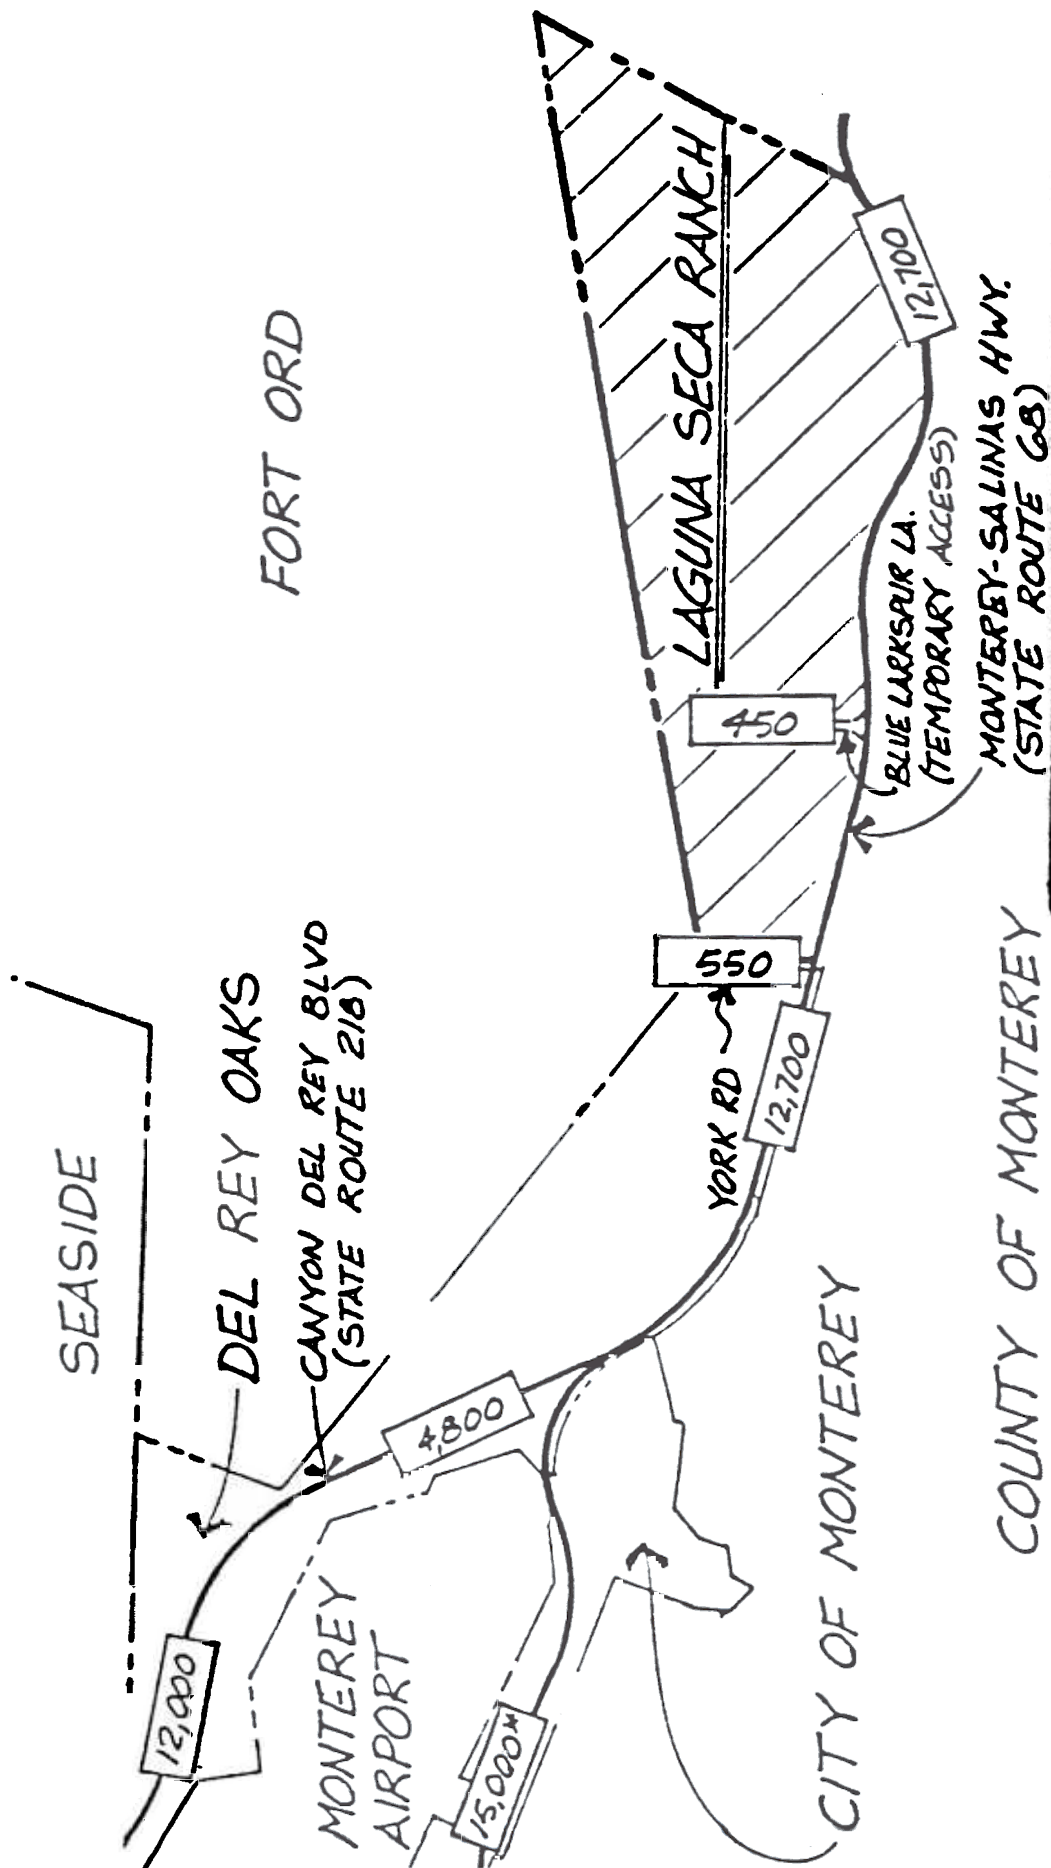 SEASIDE
FORT ORD
DEL REY OAKS
CANYON DEL REY BLVD
(STATE ROUTE 218)
12,000
4,800
MONTEREY
AIRPORT
15,000*
LAGUNA SECA RANCH
450
550
YORK RD
12,700
12,700
BLUE LARKSPUR LA.
(TEMPORARY ACCESS)
MONTEREY-SALINAS HWY.
(STATE ROUTE 68)
CITY OF MONTEREY
COUNTY OF MONTEREY